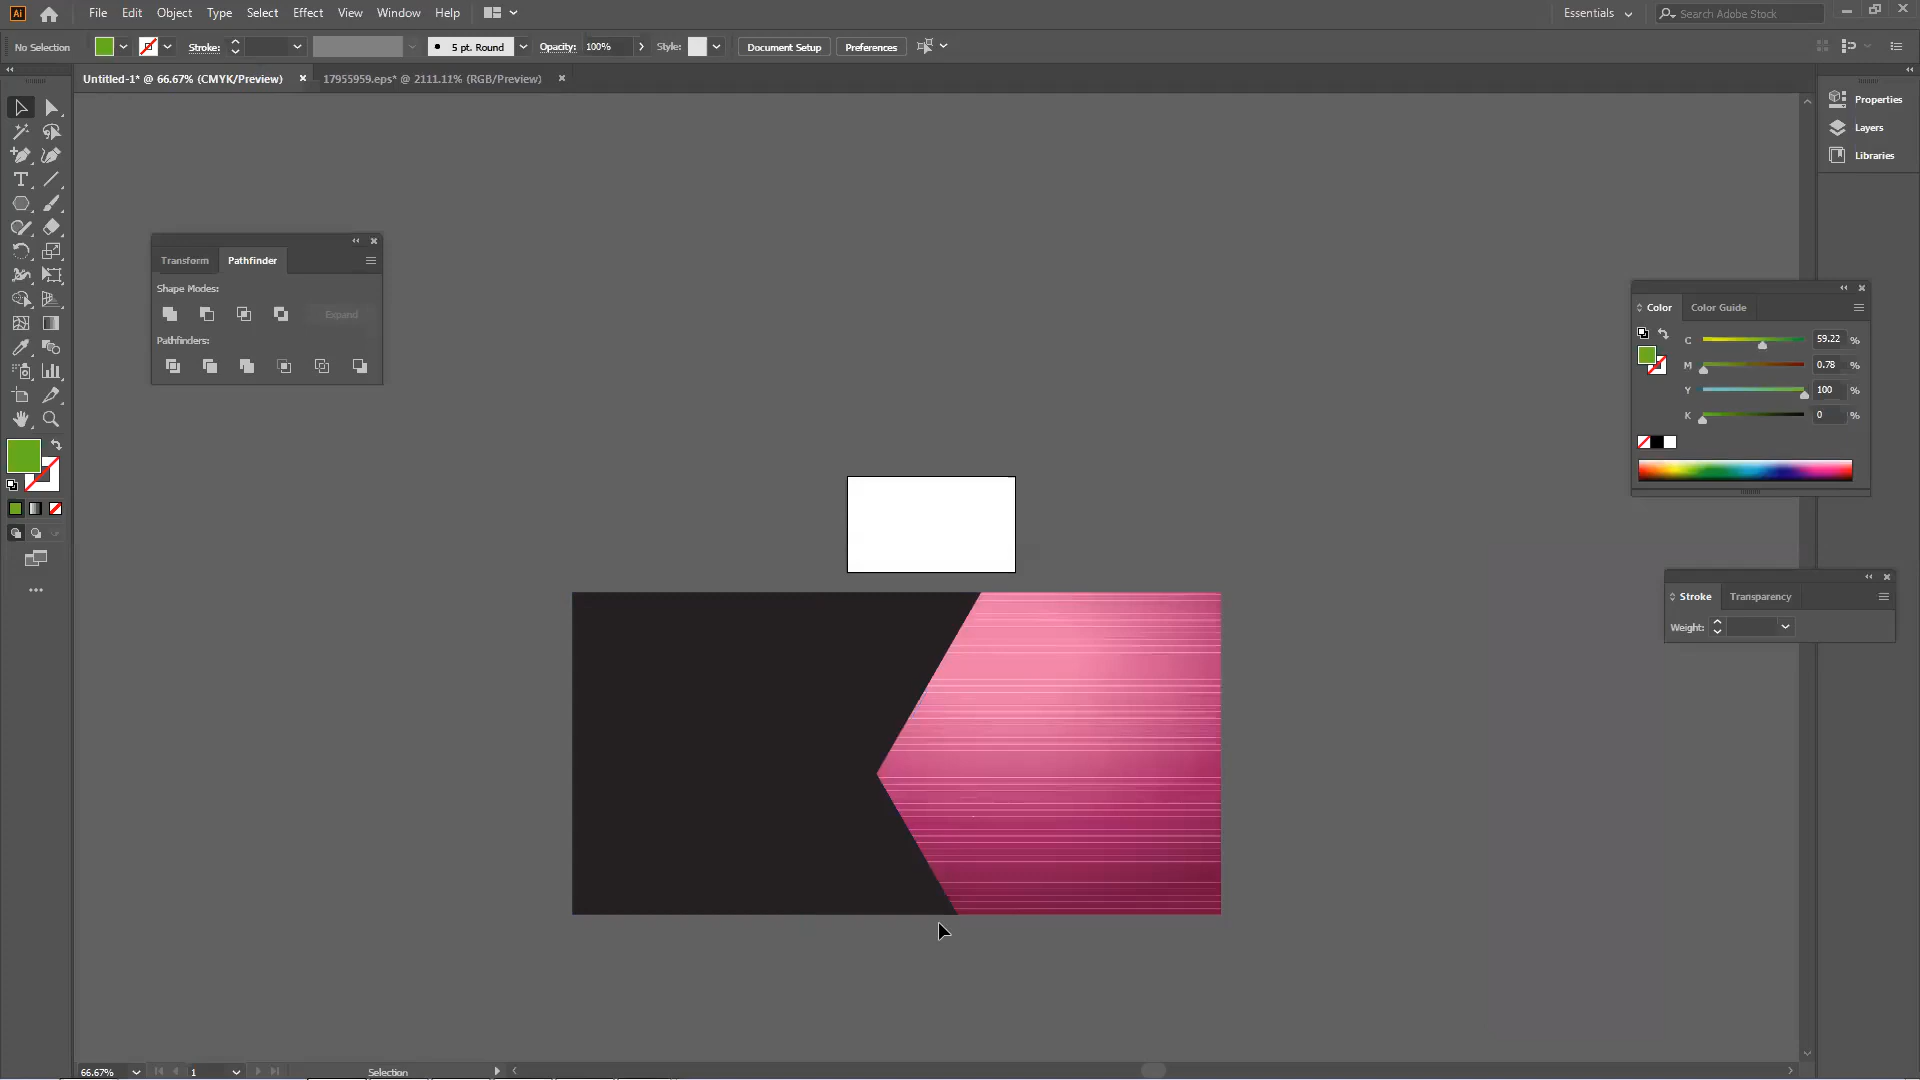 Ai File Edit Object Type Select Effect View Window Help Essentials Search Adobe Stock
No Selection Stroke: 5 pt. Round Opacity: 100% Style: Document Setup Preferences
Untitled-1* @ 66.67% (CMYK/Preview) 17955959.eps* @ 2111.11% (RGB/Preview)
Properties
Layers
Libraries
Transform Pathfinder
Shape Modes:
Expand
Pathfinders:
Color Color Guide
C 59.22 %
M 0.78 %
Y 100 %
K 0 %
Stroke Transparency
Weight:
66.67% 1 Selection